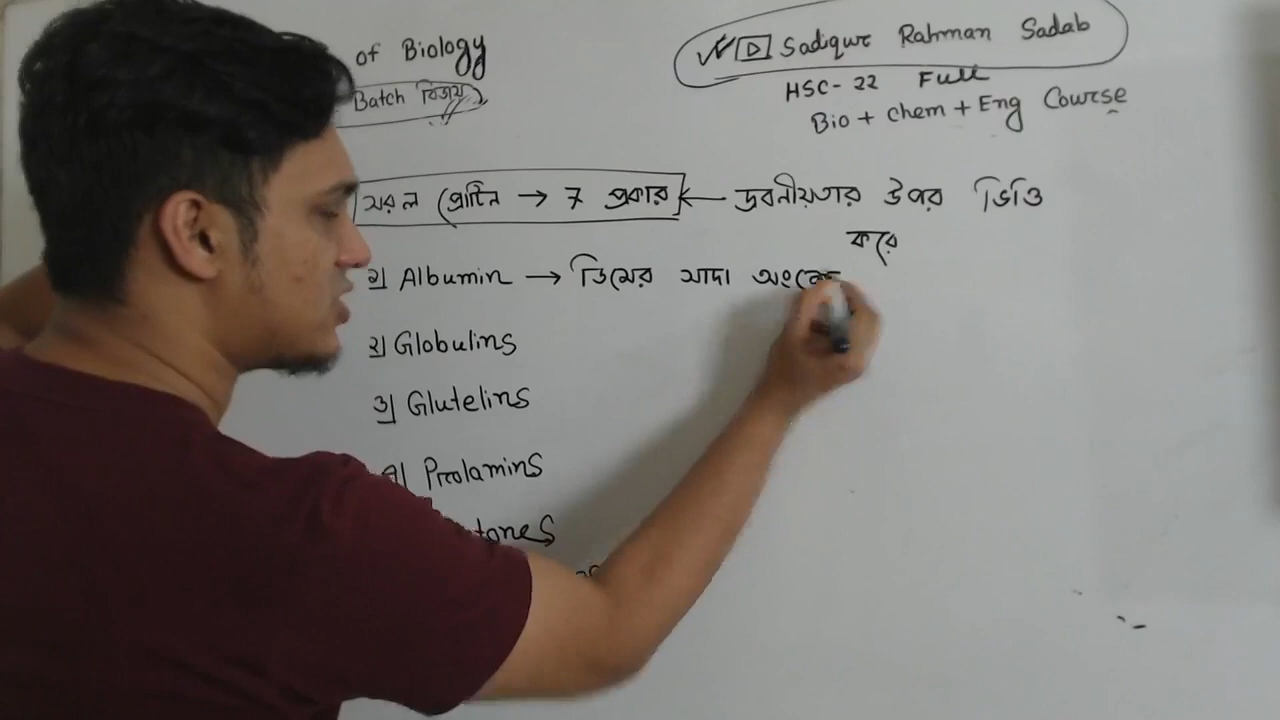 of Biology
Batch বিজয়
Sadiqur Rahman Sadab
HSC-22 Full
Bio + chem + Eng Course
সরল প্রোটিন → 7 প্রকার ← দ্রবনীয়তার উপর ভিত্তি
করে
১) Albumin → ডিমের সাদা অংশে
২) Globulins
৩) Glutelins
৪) Prolamins
tones